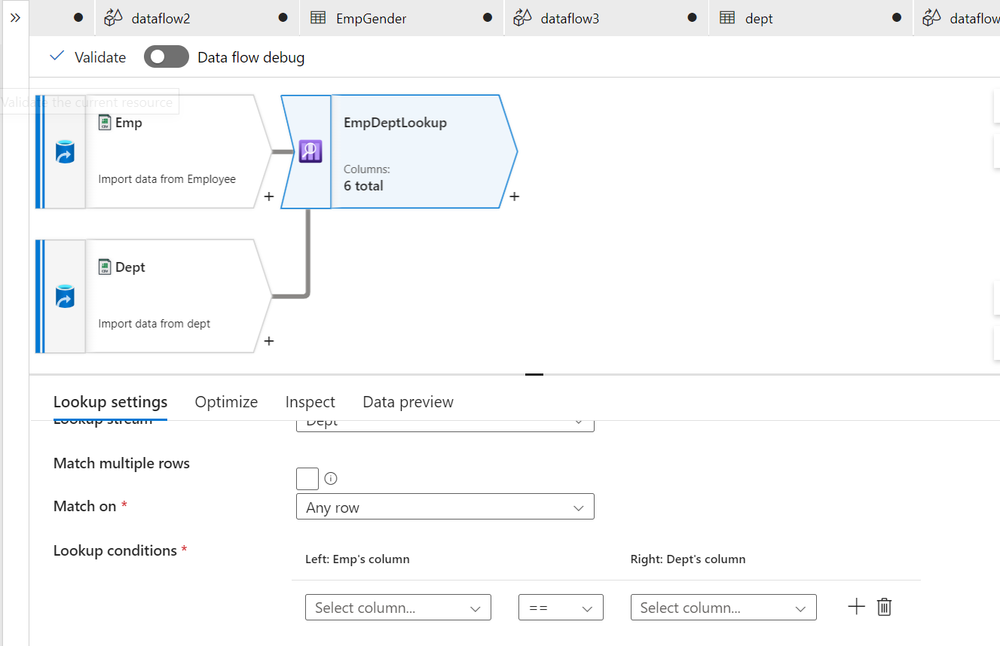 dataflow2
EmpGender
dataflow3
dept
dataflow
Validate
Data flow debug
Validate the current resource
Emp
Import data from Employee
+
EmpDeptLookup
Columns:
6 total
+
Dept
Import data from dept
+
Lookup settings
Optimize
Inspect
Data preview
Lookup stream
Dept
Match multiple rows
Match on *
Any row
Lookup conditions *
Left: Emp's column
Right: Dept's column
Select column...
==
Select column...